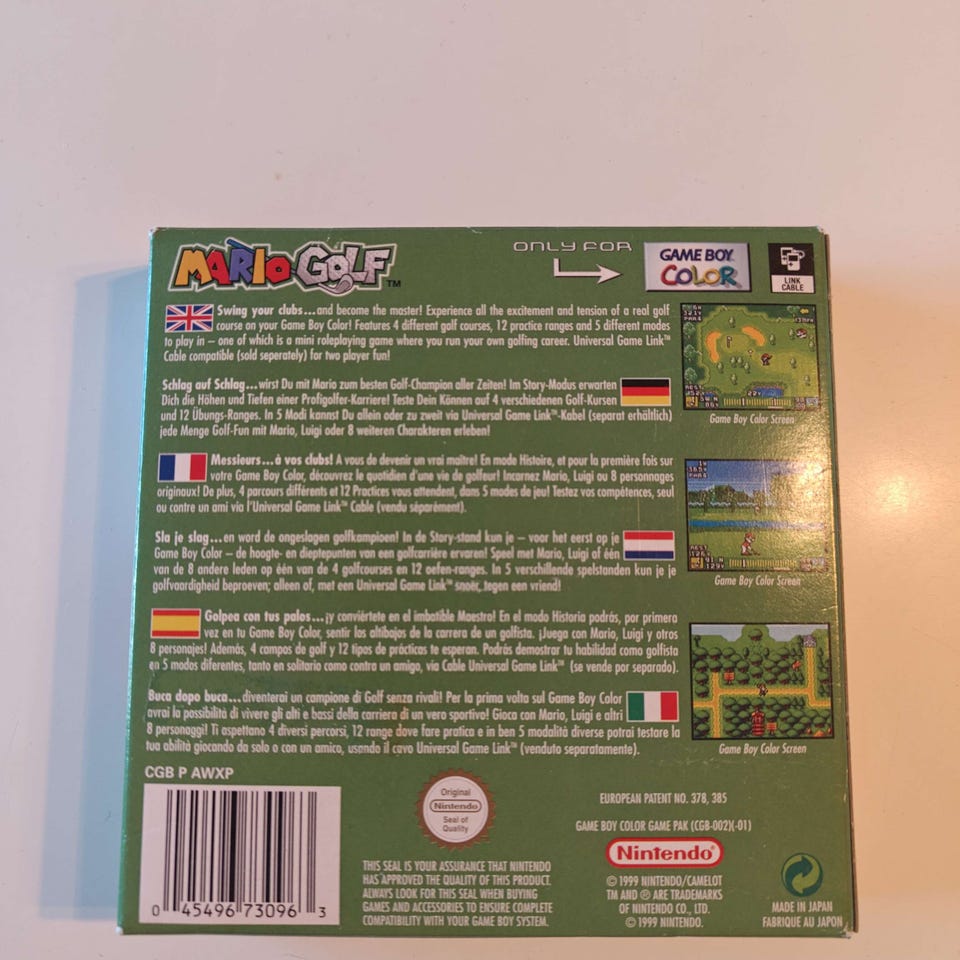 MARIO GOLF™
ONLY FOR
GAME BOY
COLOR
LINK
CABLE
Swing your clubs...and become the master! Experience all the excitement and tension of a real golf
course on your Game Boy Color! Features 4 different golf courses, 12 practice ranges and 5 different modes
to play in – one of which is a mini roleplaying game where you run your own golfing career. Universal Game Link™
Cable compatible (sold seperately) for two player fun!
Game Boy Color Screen
Schlag auf Schlag...wirst Du mit Mario zum besten Golf-Champion aller Zeiten! Im Story-Modus erwarten
Dich die Höhen und Tiefen einer Profigolfer-Karriere! Teste Dein Können auf 4 verschiedenen Golf-Kursen
und 12 Übungs-Ranges. In 5 Modi kannst Du allein oder zu zweit via Universal Game Link™-Kabel (separat erhältlich)
jede Menge Golf-Fun mit Mario, Luigi oder 8 weiteren Charakteren erleben!
Messieurs...à vos clubs! A vous de devenir un vrai maître! En mode Histoire, et pour la première fois sur
votre Game Boy Color, découvrez le quotidien d'une vie de golfeur! Incarnez Mario, Luigi ou 8 personnages
originaux! De plus, 4 parcours différents et 12 Practices vous attendent, dans 5 modes de jeu! Testez vos compétences, seul
ou contre un ami via l'Universal Game Link™ Cable (vendu séparément).
Game Boy Color Screen
Sla je slag...en word de ongeslagen golfkampioen! In de Story-stand kun je – voor het eerst op je
Game Boy Color – de hoogte- en dieptepunten van een golfcarrière ervaren! Speel met Mario, Luigi of één
van de 8 andere leden op één van de 4 golfcourses en 12 oefen-ranges. In 5 verschillende spelstanden kun je je
golfvaardigheid beproeven; alleen of, met een Universal Game Link™ snoer, tegen een vriend!
Golpea con tus palos...¡y conviértete en el imbatible Maestro! En el modo Historia podrás, por primera
vez en tu Game Boy Color, sentir los altibajos de la carrera de un golfista. ¡Juega con Mario, Luigi y otros
8 personajes! Además, 4 campos de golf y 12 tipos de prácticas te esperan. Podrás demostrar tu habilidad como golfista
en 5 modos diferentes, tanto en solitario como contra un amigo, via Cable Universal Game Link™ (se vende por separado).
Buca dopo buca...diventerai un campione di Golf senza rivali! Per la prima volta sul Game Boy Color
avrai la possibilità di vivere gli alti e bassi della carriera di un vero sportivo! Gioca con Mario, Luigi e altri
8 personaggi! Ti aspettano 4 diversi percorsi, 12 range dove fare pratica e in ben 5 modalità diverse potrai testare la
tua abilità giocando da solo o con un amico, usando il cavo Universal Game Link™ (venduto separatamente).
Game Boy Color Screen
CGB P AWXP
0 45496 73096 3
Original
Nintendo
Seal of
Quality
THIS SEAL IS YOUR ASSURANCE THAT NINTENDO
HAS APPROVED THE QUALITY OF THIS PRODUCT.
ALWAYS LOOK FOR THIS SEAL WHEN BUYING
GAMES AND ACCESSORIES TO ENSURE COMPLETE
COMPATIBILITY WITH YOUR GAME BOY SYSTEM.
EUROPEAN PATENT NO. 378, 385
GAME BOY COLOR GAME PAK (CGB-002)(-01)
Nintendo®
© 1999 NINTENDO/CAMELOT
TM AND ® ARE TRADEMARKS
OF NINTENDO CO., LTD.
© 1999 NINTENDO.
MADE IN JAPAN
FABRIQUE AU JAPON